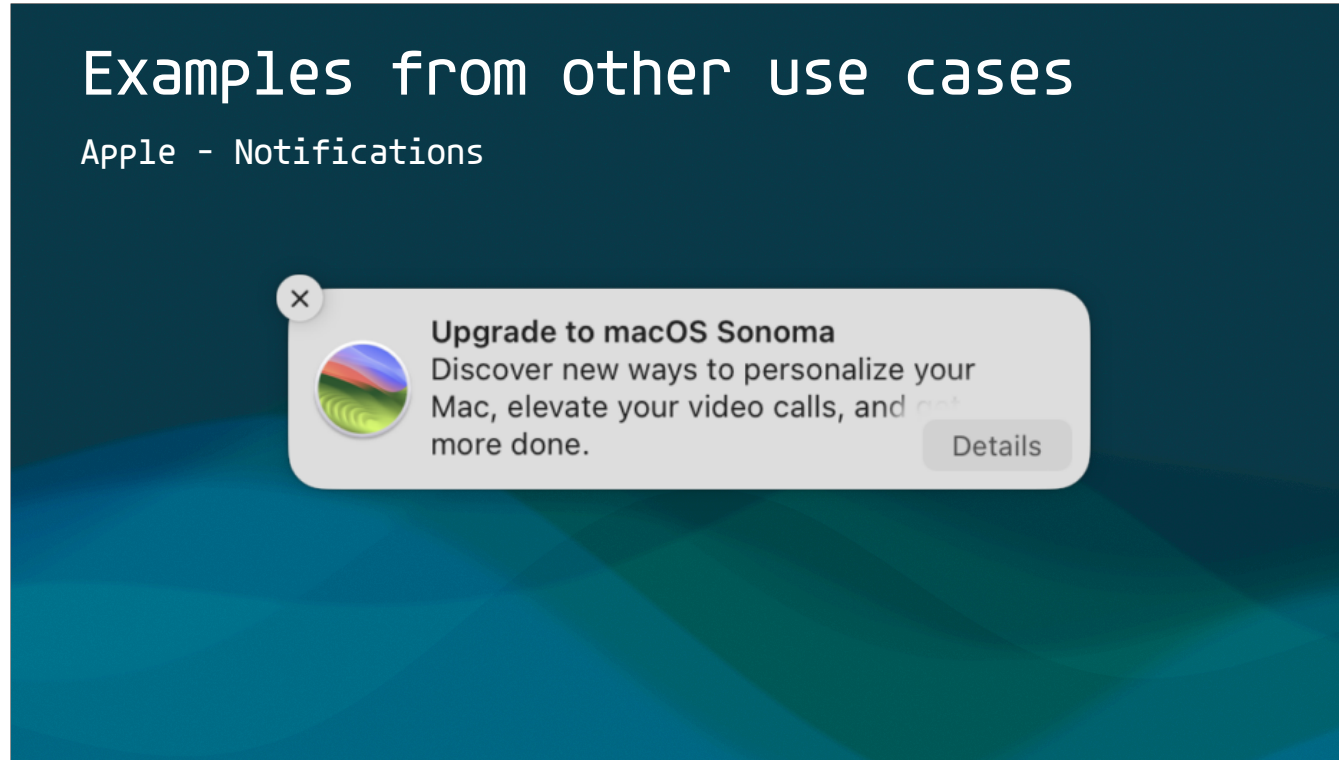 Examples from other use cases
Apple - Notifications
Upgrade to macOS Sonoma
Discover new ways to personalize your
Mac, elevate your video calls, and get
more done.
Details